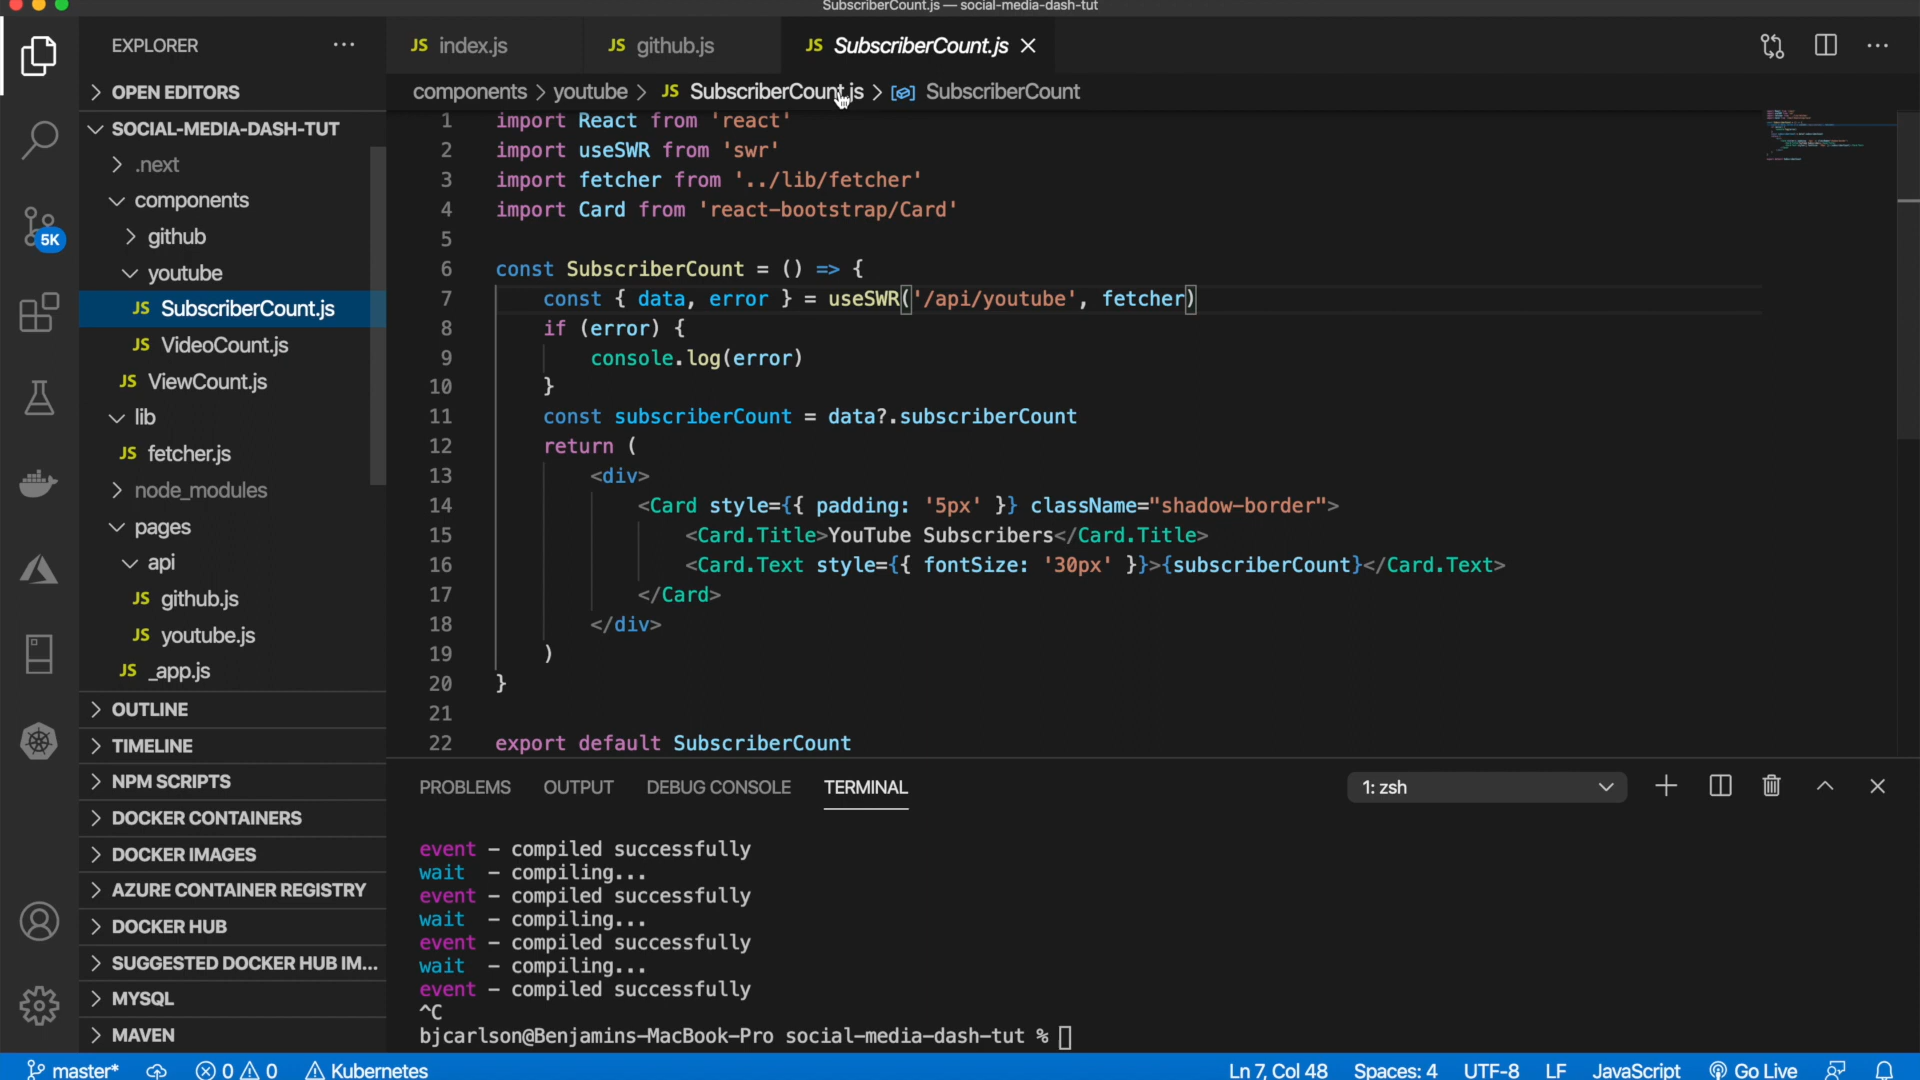 SubscriberCount.js — social-media-dash-tut
EXPLORER
JS index.js
JS github.js
JS SubscriberCount.js
OPEN EDITORS
components > youtube > JS SubscriberCount.js > SubscriberCount
SOCIAL-MEDIA-DASH-TUT
.next
components
github
youtube
JS SubscriberCount.js
JS VideoCount.js
JS ViewCount.js
lib
JS fetcher.js
node_modules
pages
api
JS github.js
JS youtube.js
JS _app.js
OUTLINE
TIMELINE
NPM SCRIPTS
DOCKER CONTAINERS
DOCKER IMAGES
AZURE CONTAINER REGISTRY
DOCKER HUB
SUGGESTED DOCKER HUB IM...
MYSQL
MAVEN
5K
1 import React from 'react'
2 import useSWR from 'swr'
3 import fetcher from '../lib/fetcher'
4 import Card from 'react-bootstrap/Card'
5
6 const SubscriberCount = () => {
7 const { data, error } = useSWR('/api/youtube', fetcher)
8 if (error) {
9 console.log(error)
10 }
11 const subscriberCount = data?.subscriberCount
12 return (
13 <div>
14 <Card style={{ padding: '5px' }} className="shadow-border">
15 <Card.Title>YouTube Subscribers</Card.Title>
16 <Card.Text style={{ fontSize: '30px' }}>{subscriberCount}</Card.Text>
17 </Card>
18 </div>
19 )
20 }
21
22 export default SubscriberCount
PROBLEMS OUTPUT DEBUG CONSOLE TERMINAL
1: zsh
event – compiled successfully
wait – compiling...
event – compiled successfully
wait – compiling...
event – compiled successfully
wait – compiling...
event – compiled successfully
^C
bjcarlson@Benjamins-MacBook-Pro social-media-dash-tut %
master* 0 0 Kubernetes
Ln 7, Col 48 Spaces: 4 UTF-8 LF JavaScript Go Live